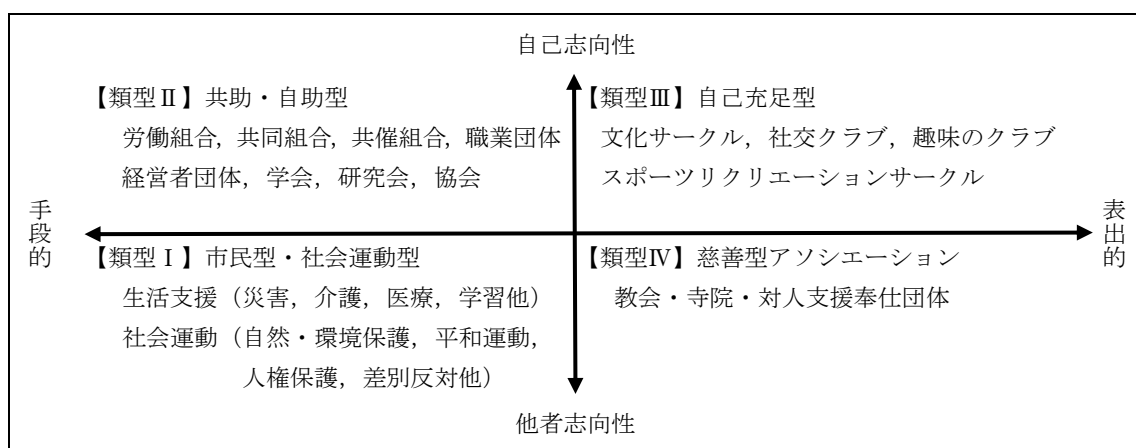 自己志向性
【類型Ⅱ】共助・自助型
労働組合，共同組合，共催組合，職業団体
経営者団体，学会，研究会，協会
【類型Ⅲ】自己充足型
文化サークル，社交クラブ，趣味のクラブ
スポーツリクリエーションサークル
手段的
表出的
【類型Ⅰ】市民型・社会運動型
生活支援（災害，介護，医療，学習他）
社会運動（自然・環境保護，平和運動，
人権保護，差別反対他）
【類型Ⅳ】慈善型アソシエーション
教会・寺院・対人支援奉仕団体
他者志向性